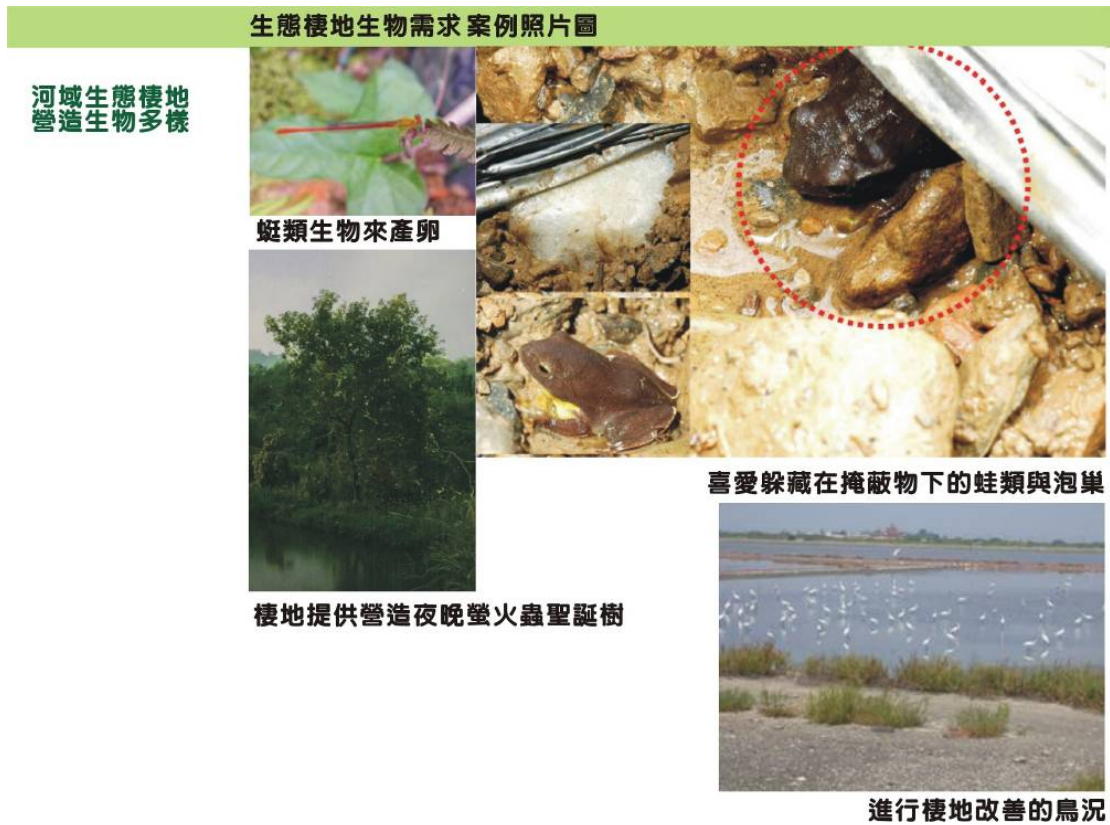 生態棲地生物需求 案例照片圖
河域生態棲地
營造生物多樣
蜓類生物來產卵
喜愛躲藏在掩蔽物下的蛙類與泡巢
棲地提供營造夜晚螢火蟲聖誕樹
進行棲地改善的鳥況